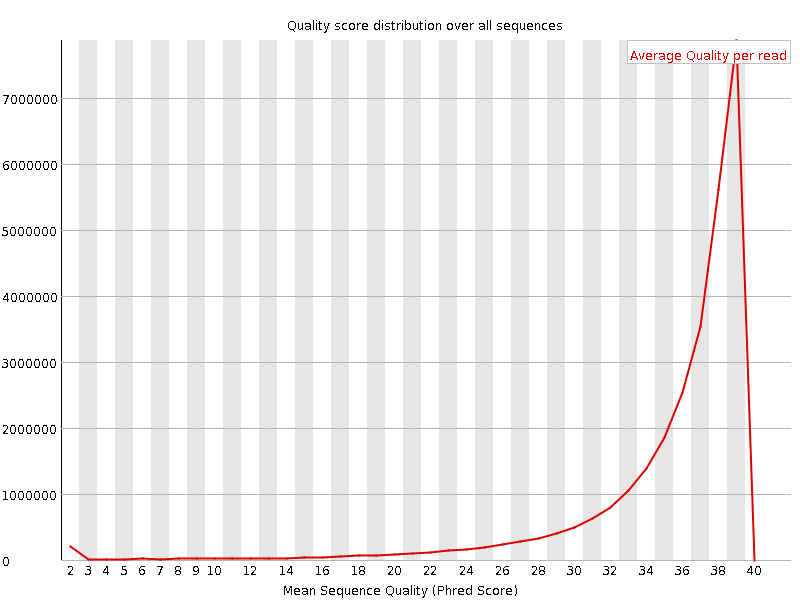 Quality score distribution over all sequences
Average Quality per read
7000000
6000000
5000000
4000000
3000000
2000000
1000000
0
2 3 4 5 6 7 8 9 10 12 14 16 18 20 22 24 26 28 30 32 34 36 38 40
Mean Sequence Quality (Phred Score)